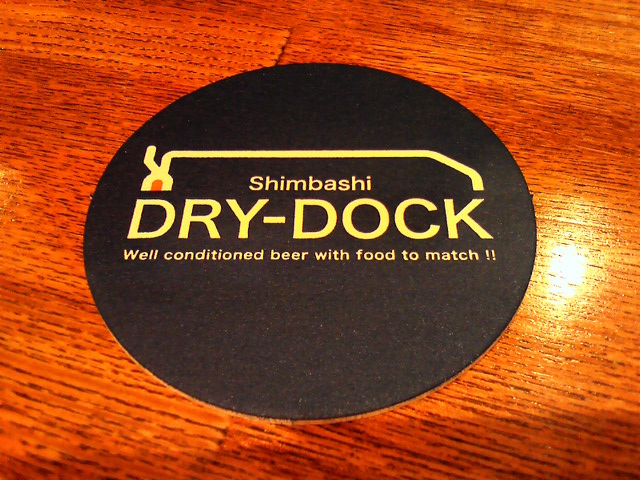 Shimbashi
DRY-DOCK
Well conditioned beer with food to match !!